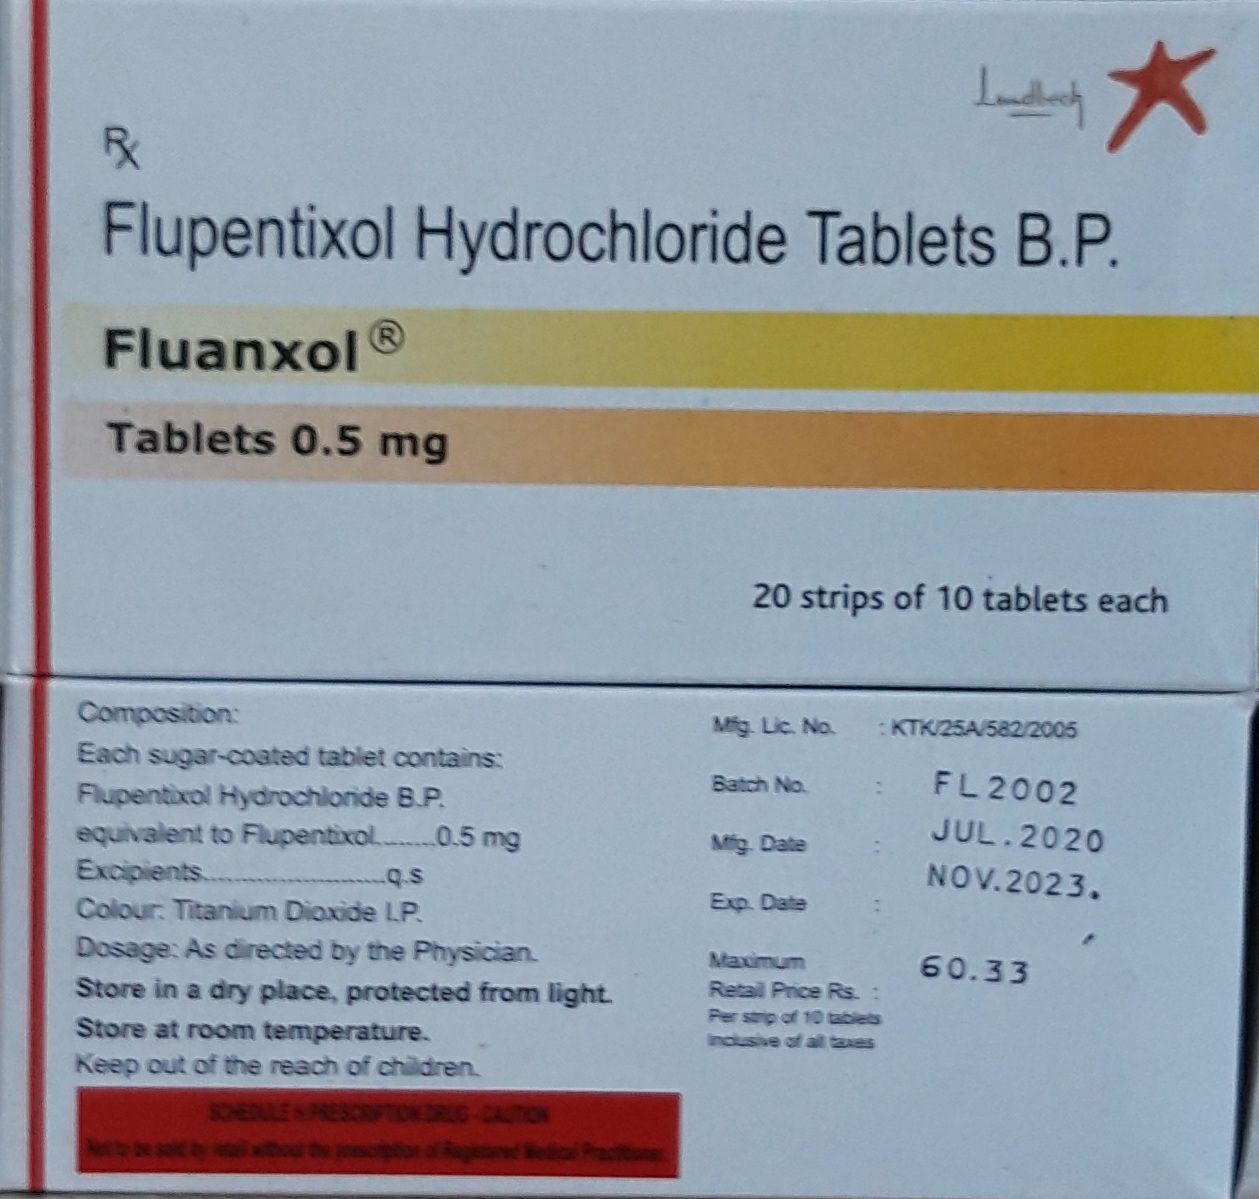 Lundbeck
Rx
Flupentixol Hydrochloride Tablets B.P.
Fluanxol®
Tablets 0.5 mg
20 strips of 10 tablets each
Composition:
Each sugar-coated tablet contains:
Flupentixol Hydrochloride B.P.
equivalent to Flupentixol.........0.5 mg
Excipients............................q.s
Colour: Titanium Dioxide I.P.
Dosage: As directed by the Physician.
Store in a dry place, protected from light.
Store at room temperature.
Keep out of the reach of children.
SCHEDULE H PRESCRIPTION DRUG - CAUTION
Not to be sold by retail without the prescription of Registered Medical Practitioner.
Mfg. Lic. No. : KTK/25A/582/2005
Batch No. : FL2002
Mfg. Date : JUL.2020
Exp. Date : NOV.2023.
Maximum
Retail Price Rs. : 60.33
Per strip of 10 tablets
Inclusive of all taxes